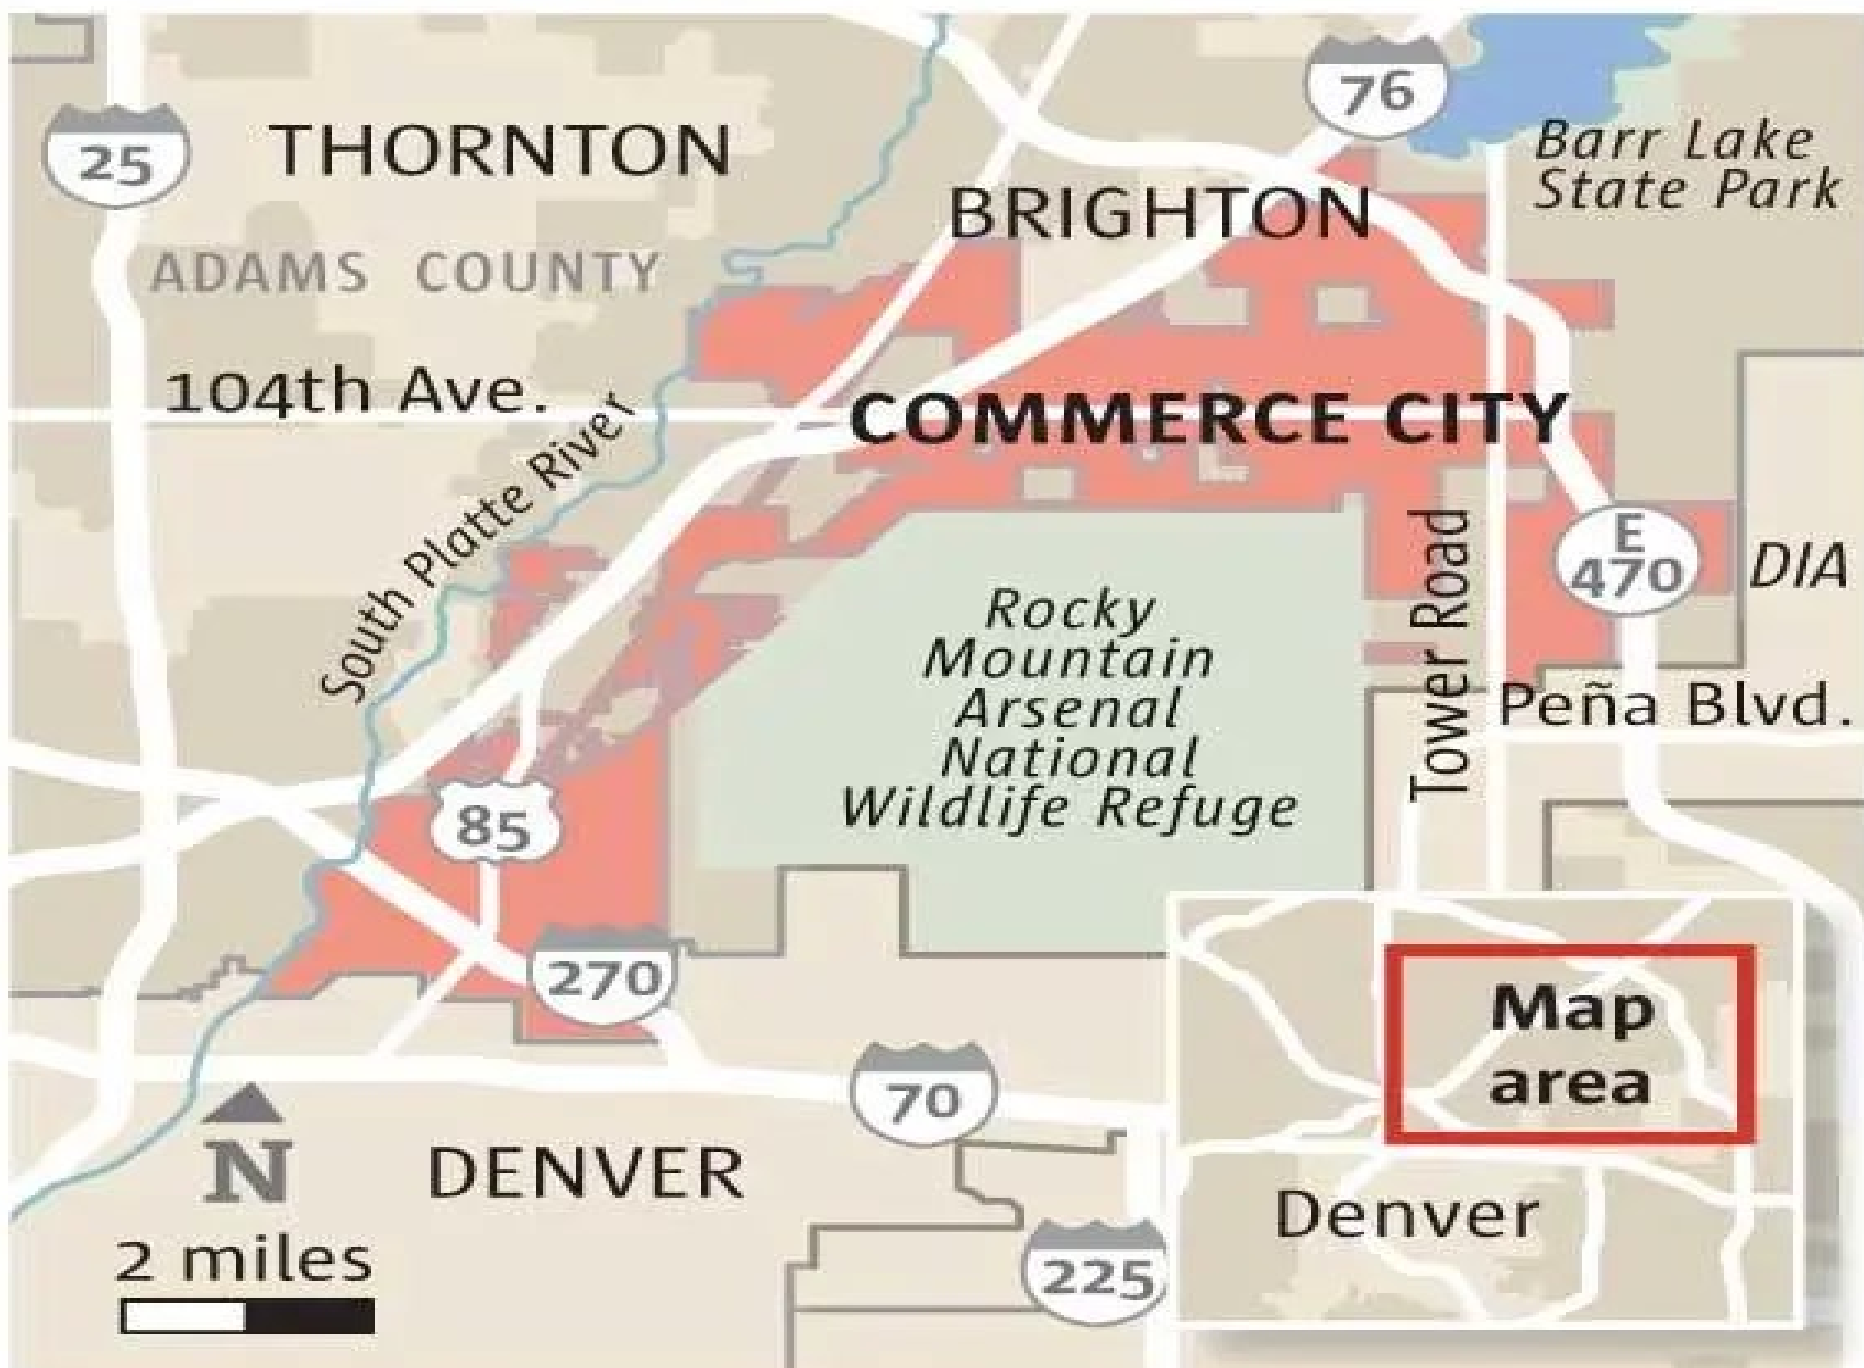 76
25
THORNTON
Barr Lake
State Park
BRIGHTON
ADAMS COUNTY
104th Ave.
COMMERCE CITY
South Platte River
E
470
DIA
Tower Road
Rocky
Mountain
Arsenal
National
Wildlife Refuge
Peña Blvd.
85
270
Map
area
70
N
DENVER
Denver
2 miles
225